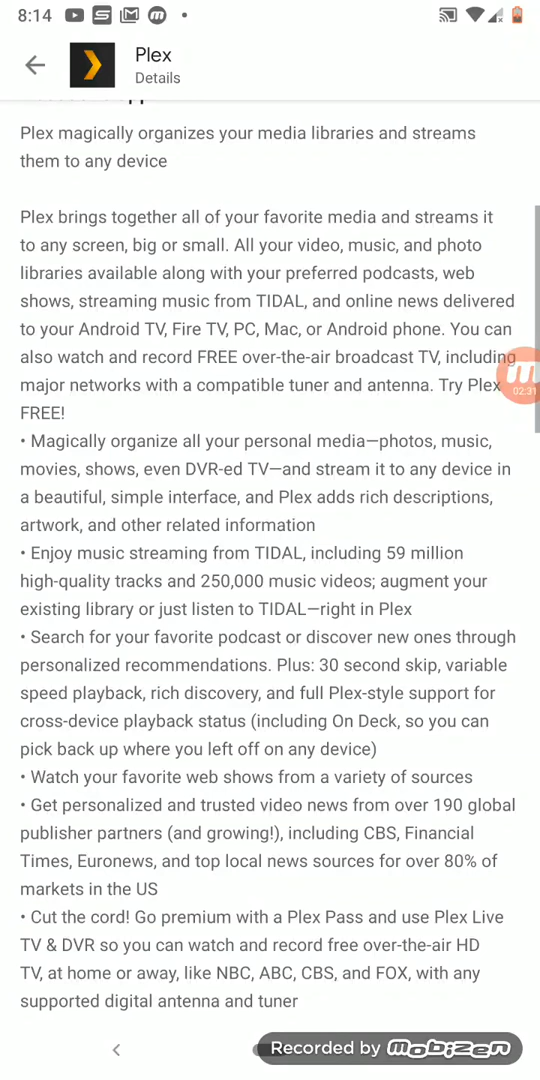 8:14
Plex
Details
Plex magically organizes your media libraries and streams
them to any device
Plex brings together all of your favorite media and streams it
to any screen, big or small. All your video, music, and photo
libraries available along with your preferred podcasts, web
shows, streaming music from TIDAL, and online news delivered
to your Android TV, Fire TV, PC, Mac, or Android phone. You can
also watch and record FREE over-the-air broadcast TV, including
major networks with a compatible tuner and antenna. Try Plex
FREE!
02:31
• Magically organize all your personal media—photos, music,
movies, shows, even DVR-ed TV—and stream it to any device in
a beautiful, simple interface, and Plex adds rich descriptions,
artwork, and other related information
• Enjoy music streaming from TIDAL, including 59 million
high-quality tracks and 250,000 music videos; augment your
existing library or just listen to TIDAL—right in Plex
• Search for your favorite podcast or discover new ones through
personalized recommendations. Plus: 30 second skip, variable
speed playback, rich discovery, and full Plex-style support for
cross-device playback status (including On Deck, so you can
pick back up where you left off on any device)
• Watch your favorite web shows from a variety of sources
• Get personalized and trusted video news from over 190 global
publisher partners (and growing!), including CBS, Financial
Times, Euronews, and top local news sources for over 80% of
markets in the US
• Cut the cord! Go premium with a Plex Pass and use Plex Live
TV & DVR so you can watch and record free over-the-air HD
TV, at home or away, like NBC, ABC, CBS, and FOX, with any
supported digital antenna and tuner
Recorded by mobizen